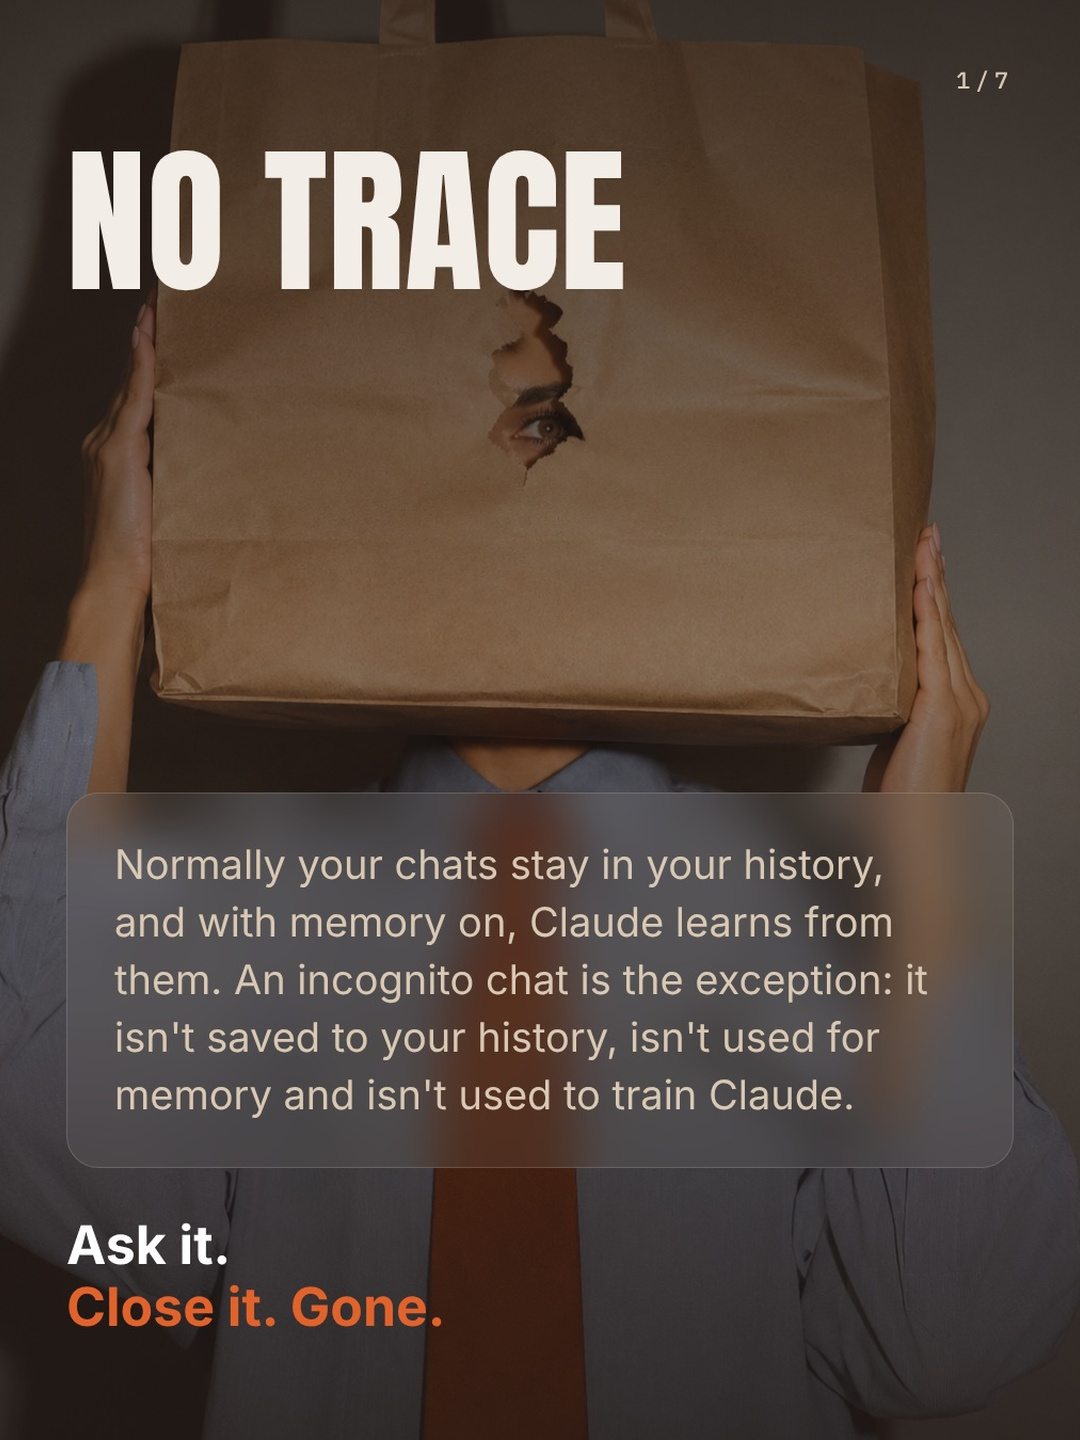 1 / 7
NO TRACE
Normally your chats stay in your history,
and with memory on, Claude learns from
them. An incognito chat is the exception: it
isn't saved to your history, isn't used for
memory and isn't used to train Claude.
Ask it.
Close it. Gone.